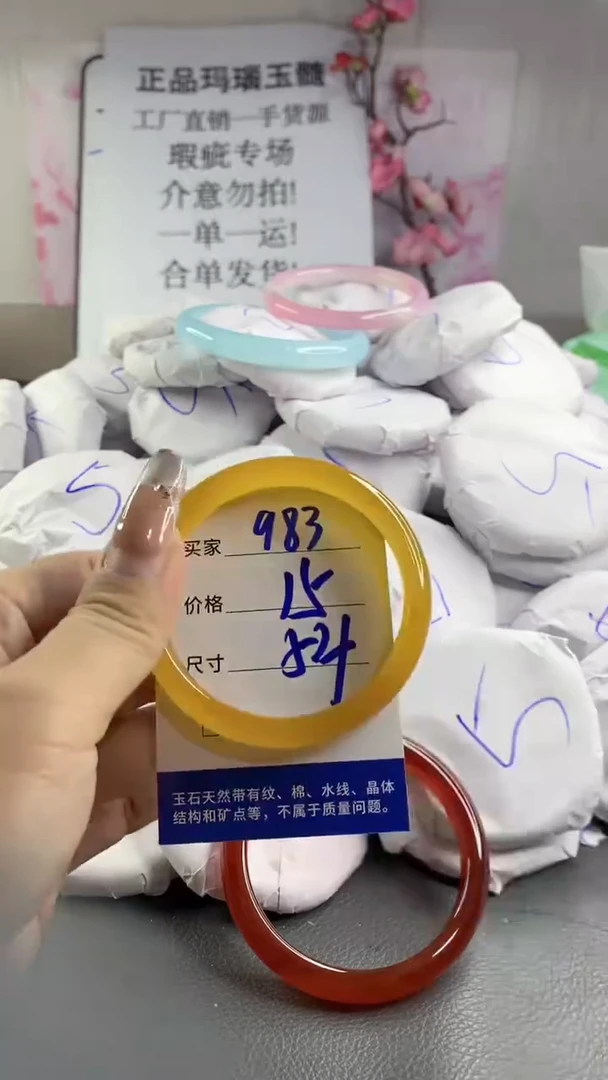 正品玛瑙玉髓
工厂直销一手货源
瑕疵专场
介意勿拍!
一单一运!
合单发货!
买家 983
价格 15
尺寸 524
玉石天然带有纹、棉、水线、晶体
结构和矿点等，不属于质量问题。